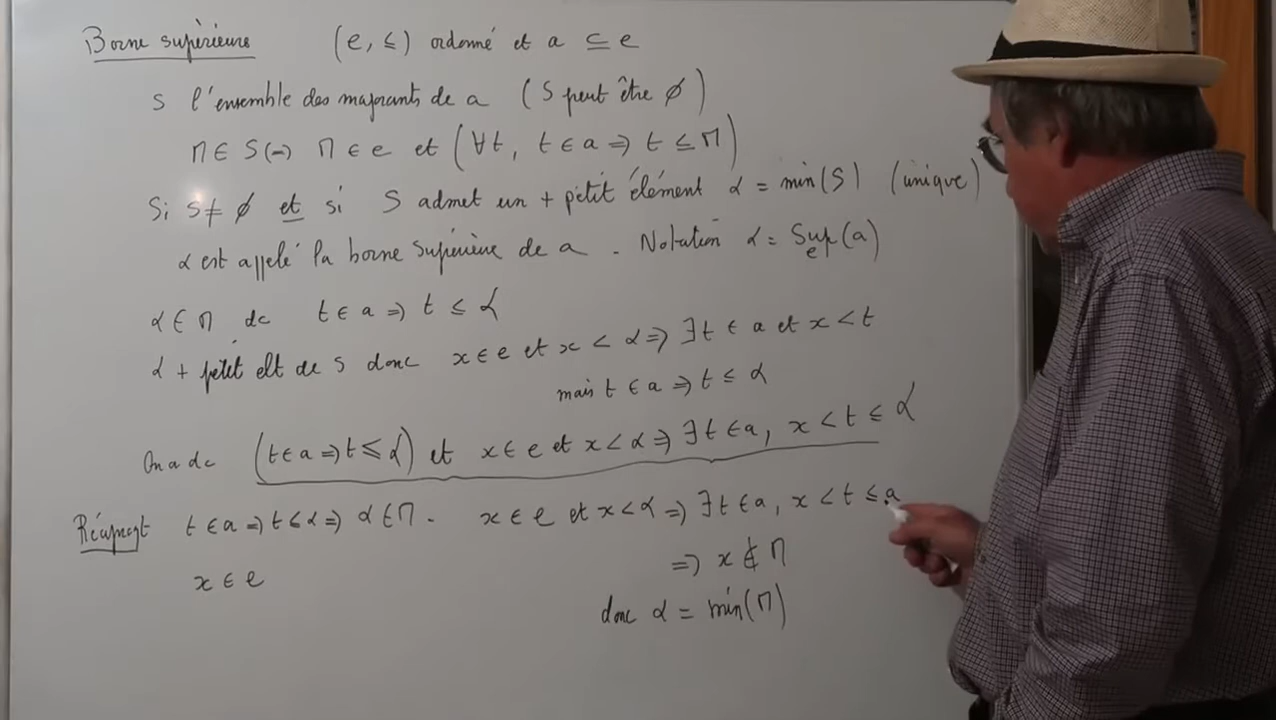 Borne supérieure (e, ≤) ordonné et a ⊆ e
S l'ensemble des majorants de a (S peut être ∅)
M ∈ S ⟺ M ∈ e et (∀t, t ∈ a ⇒ t ≤ M)
Si S ≠ ∅ et si S admet un + petit élément α = min(S) (unique)
α est appelé la borne supérieure de a. Notation α = Sup(a)
e
α ∈ M dc t ∈ a ⇒ t ≤ α
α + petit elt de S donc x ∈ e et x < α ⇒ ∃ t ∈ a et x < t
mais t ∈ a ⇒ t ≤ α
On a dc (t ∈ a ⇒ t ≤ α) et x ∈ e et x < α ⇒ ∃ t ∈ a, x < t ≤ α
Réciproqt t ∈ a ⇒ t ≤ α ⇒ α ∈ M. x ∈ e et x < α ⇒ ∃ t ∈ a, x < t ≤ a
x ∈ e ⇒ x ∉ M
donc α = min(M)